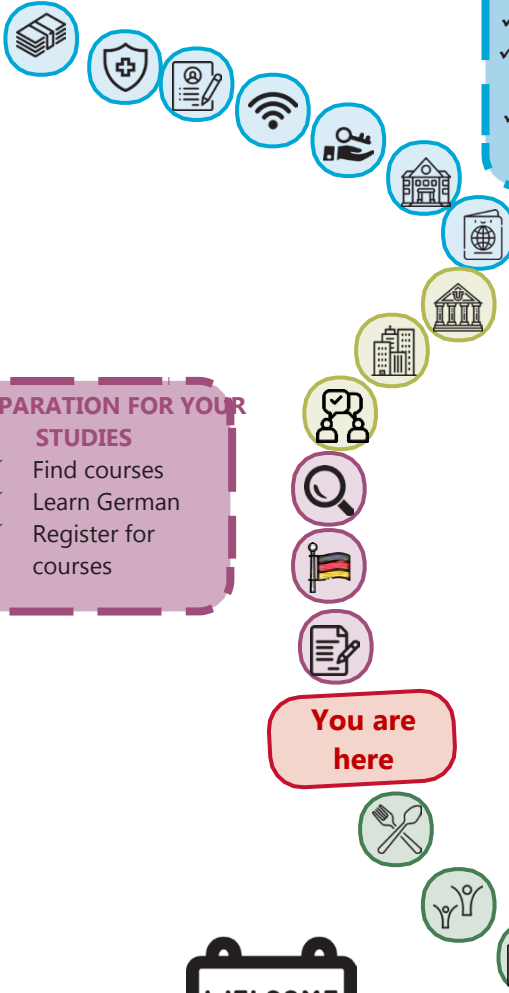 PARATION FOR YOUR
STUDIES
Find courses
Learn German
Register for
courses
You are
here